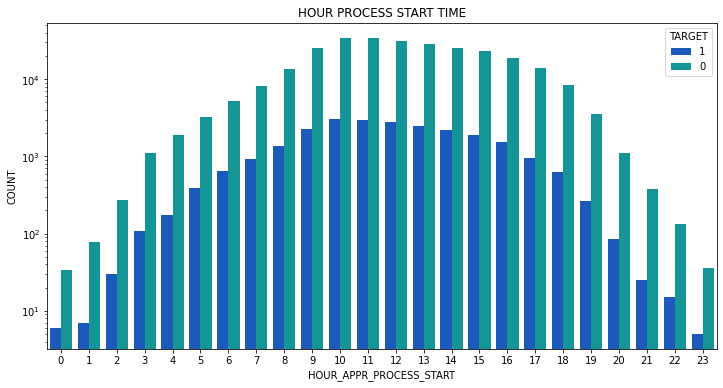 HOUR PROCESS START TIME
TARGET
1
0
10⁴
10³
10²
10¹
COUNT
0 1 2 3 4 5 6 7 8 9 10 11 12 13 14 15 16 17 18 19 20 21 22 23
HOUR_APPR_PROCESS_START